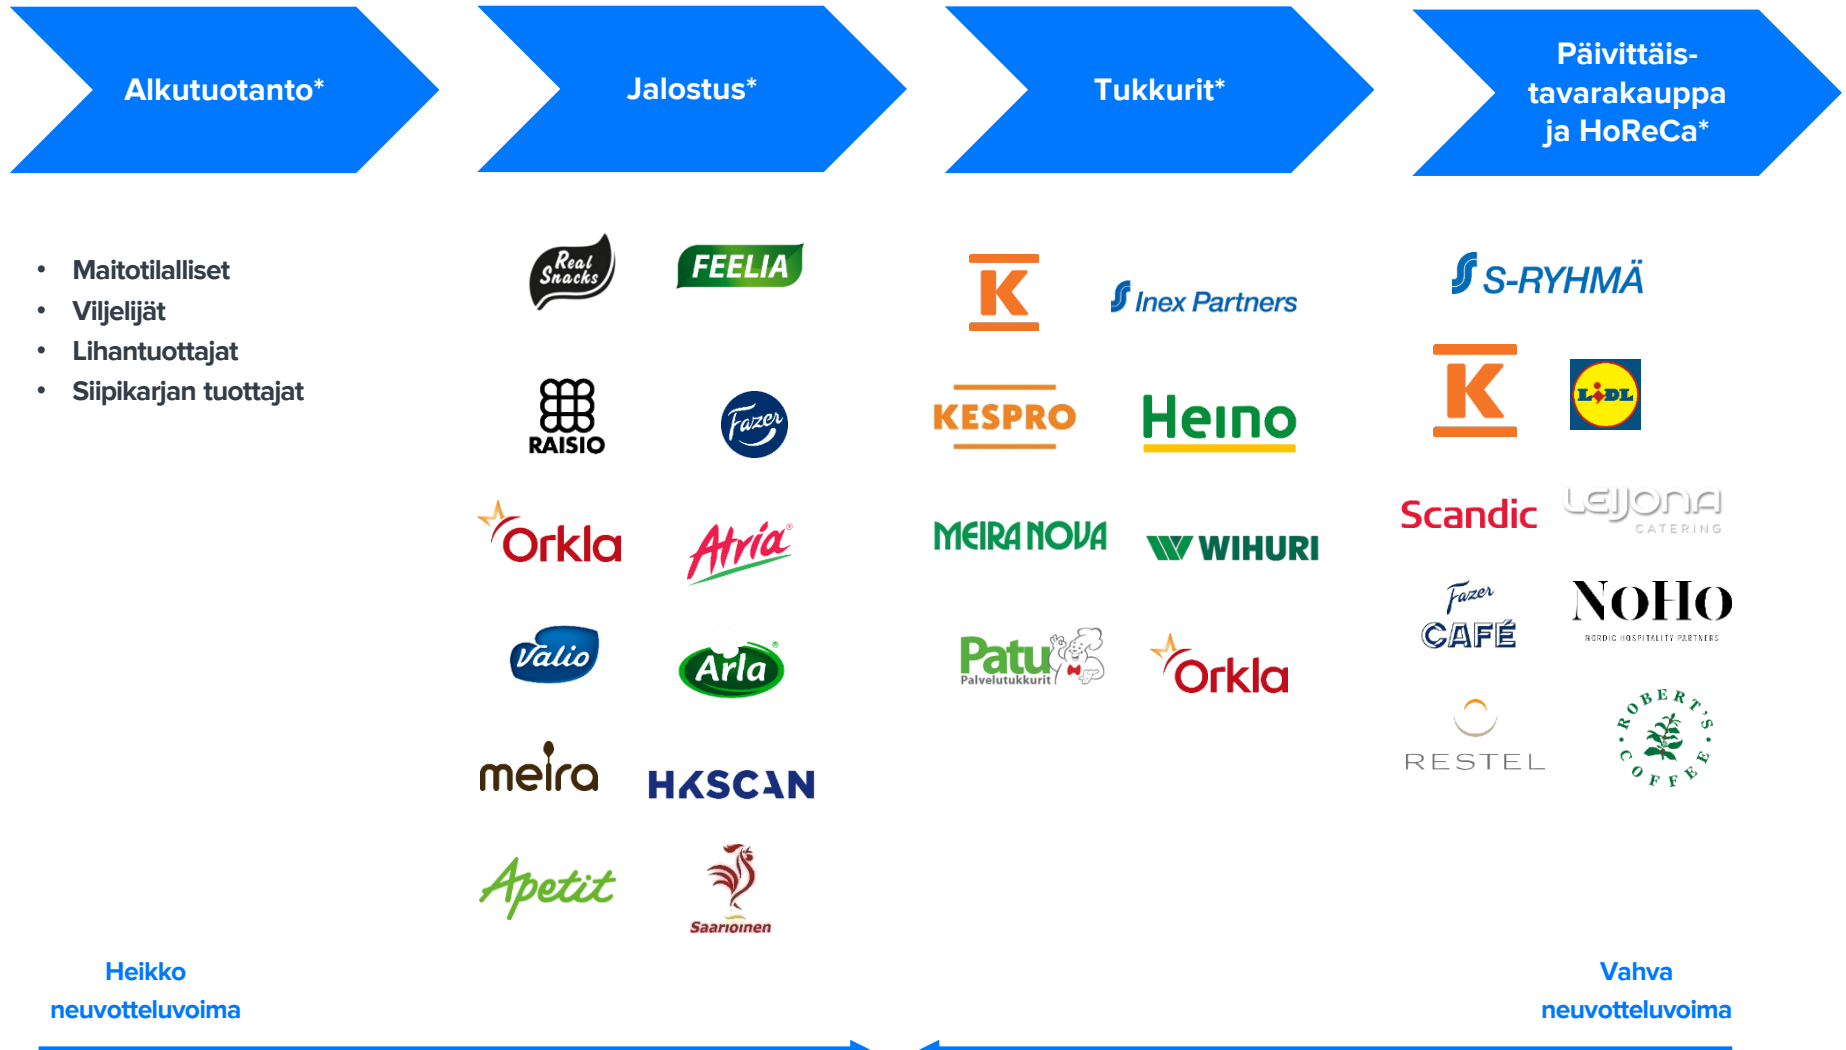 Alkutuotanto*
Jalostus*
Tukkurit*
Päivittäis-
tavarakauppa
ja HoReCa*
• Maitotilalliset
• Viljelijät
• Lihantuottajat
• Siipikarjan tuottajat
Real
Snacks
FEELIA
RAISIO
Fazer
Orkla
Atria®
Valio
Arla®
meira
HKSCAN
Apetit
Saarioinen
K
Inex Partners
KESPRO
Heino
MEIRA NOVA
WIHURI
Patu
Palvelutukkurit
Orkla
S-RYHMÄ
K
LIDL
Scandic
LEIJONA
CATERING
Fazer
CAFÉ
NOHO
NORDIC HOSPITALITY PARTNERS
RESTEL
ROBERT'S
COFFEE
Heikko
neuvotteluvoima
Vahva
neuvotteluvoima